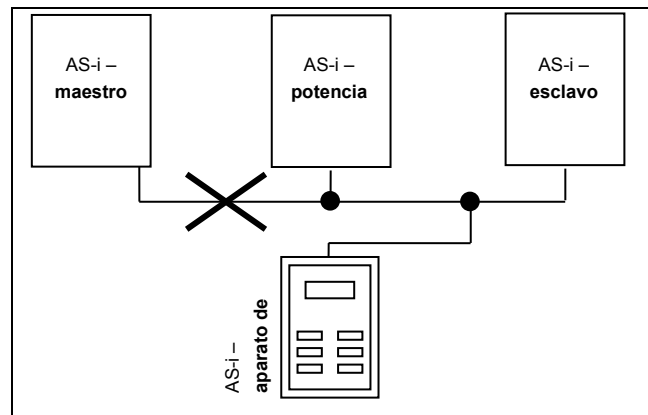 AS-i –
maestro
AS-i –
potencia
AS-i –
esclavo
AS-i –
aparato de